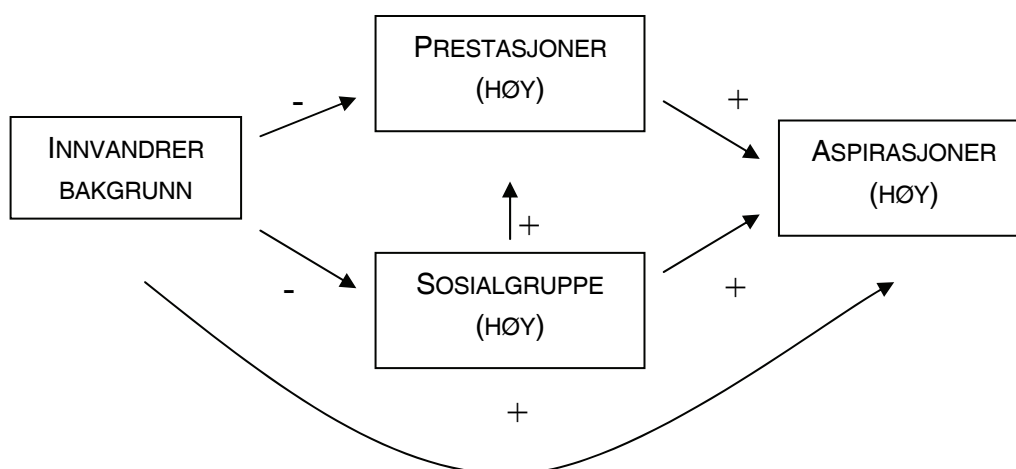 PRESTASJONER
(HØY)
-
+
INNVANDRER
BAKGRUNN
ASPIRASJONER
(HØY)
+
-
SOSIALGRUPPE
(HØY)
+
+